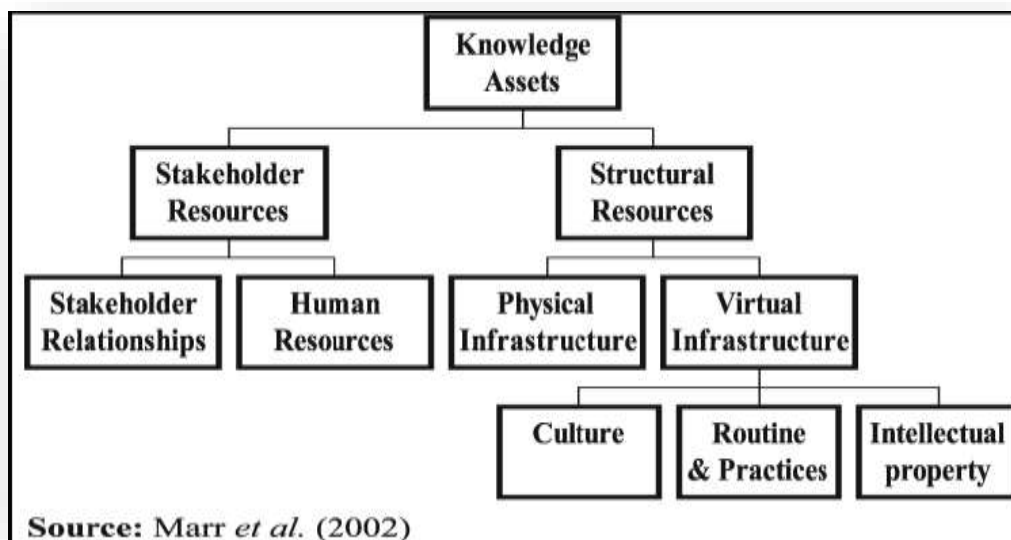 Knowledge
Assets
Stakeholder
Resources
Structural
Resources
Stakeholder
Relationships
Human
Resources
Physical
Infrastructure
Virtual
Infrastructure
Culture
Routine
& Practices
Intellectual
property
Source: Marr et al. (2002)